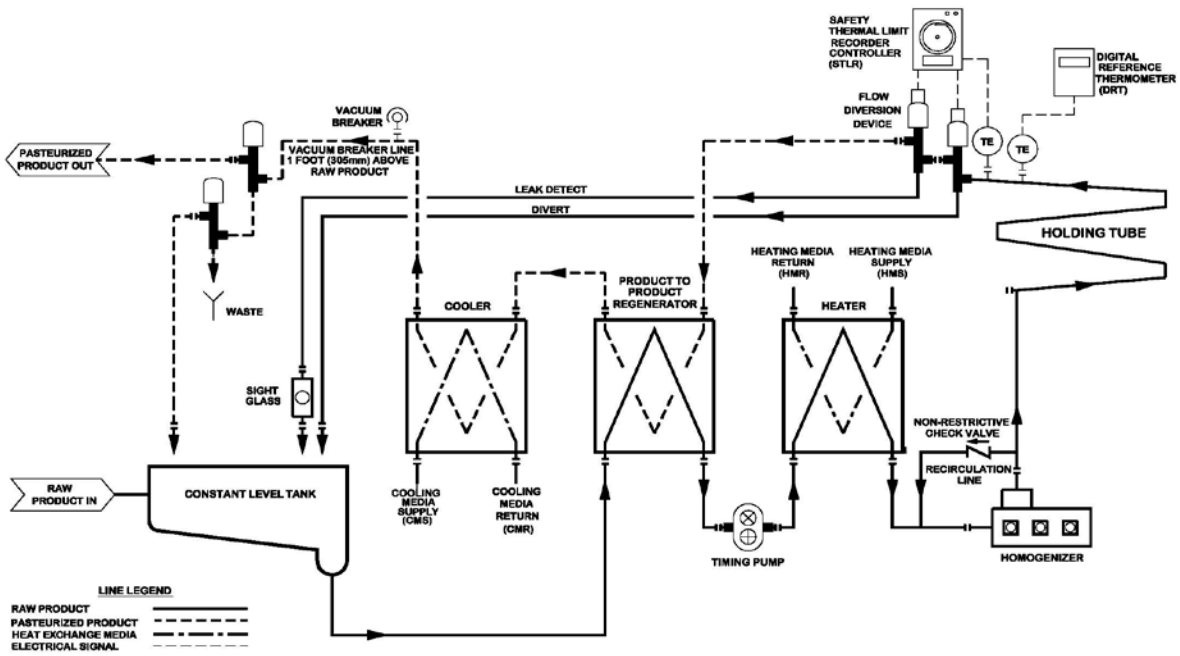 SAFETY
THERMAL LIMIT
RECORDER
CONTROLLER
(STLR)
DIGITAL
REFERENCE
THERMOMETER
(DRT)
FLOW
DIVERSION
DEVICE
TE
TE
VACUUM
BREAKER
PASTEURIZED
PRODUCT OUT
VACUUM BREAKER LINE
1 FOOT (305mm) ABOVE
RAW PRODUCT
LEAK DETECT
DIVERT
HOLDING TUBE
WASTE
COOLER
PRODUCT TO
PRODUCT
REGENERATOR
HEATING MEDIA
RETURN
(HMR)
HEATING MEDIA
SUPPLY
(HMS)
HEATER
SIGHT
GLASS
NON-RESTRICTIVE
CHECK VALVE
RECIRCULATION
LINE
RAW
PRODUCT IN
CONSTANT LEVEL TANK
COOLING
MEDIA
SUPPLY
(CMS)
COOLING
MEDIA
RETURN
(CMR)
TIMING PUMP
HOMOGENIZER
LINE LEGEND
RAW PRODUCT
PASTEURIZED PRODUCT
HEAT EXCHANGE MEDIA
ELECTRICAL SIGNAL